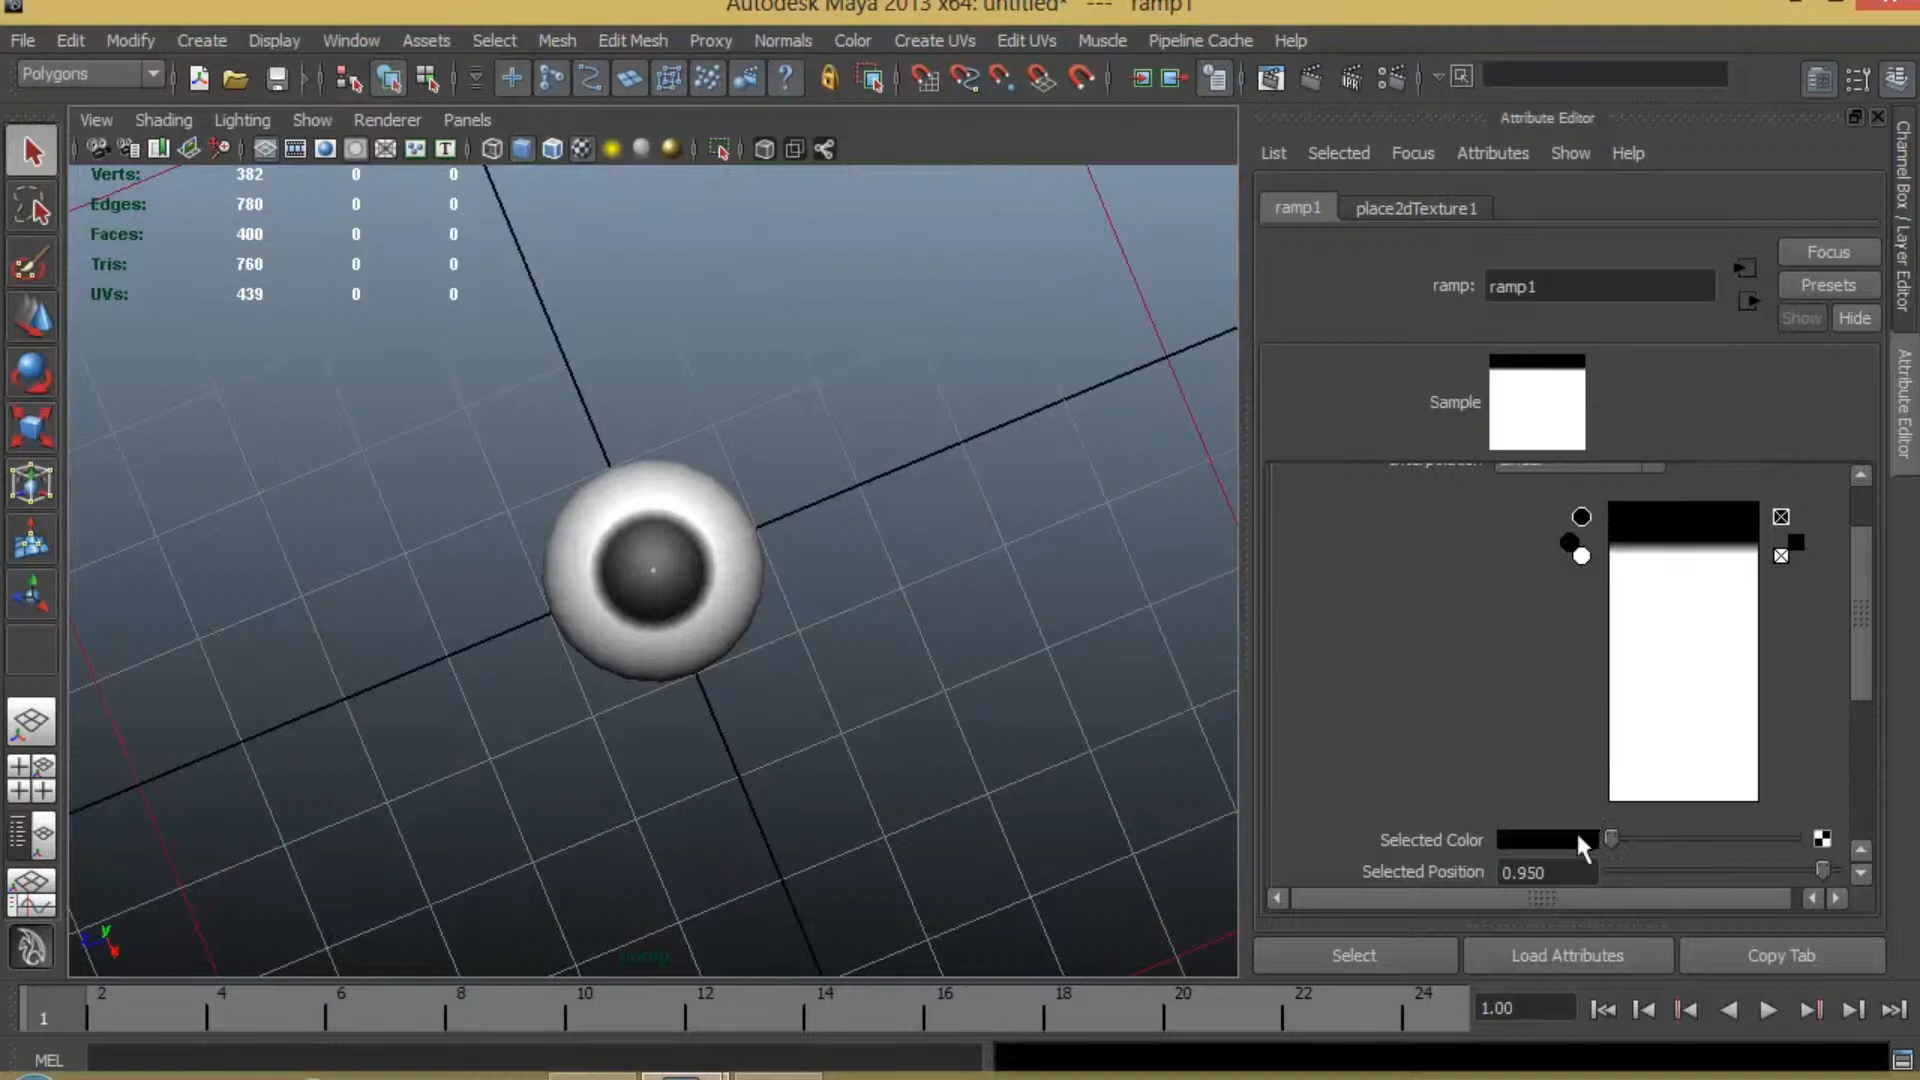 Autodesk Maya 2013 x64: untitled* --- ramp1
File Edit Modify Create Display Window Assets Select Mesh Edit Mesh Proxy Normals Color Create UVs Edit UVs Muscle Pipeline Cache Help
Polygons
IPR
View Shading Lighting Show Renderer Panels
Attribute Editor
List Selected Focus Attributes Show Help
Verts: 382 0 0
Edges: 780 0 0
Faces: 400 0 0
Tris: 760 0 0
UVs: 439 0 0
ramp1 place2dTexture1
Focus
ramp: ramp1
Presets
Show Hide
Sample
Selected Color
Selected Position 0.950
Select Load Attributes Copy Tab
Channel Box / Layer Editor
Attribute Editor
y
x
persp
2 4 6 8 10 12 14 16 18 20 22 24
1
1.00
MEL